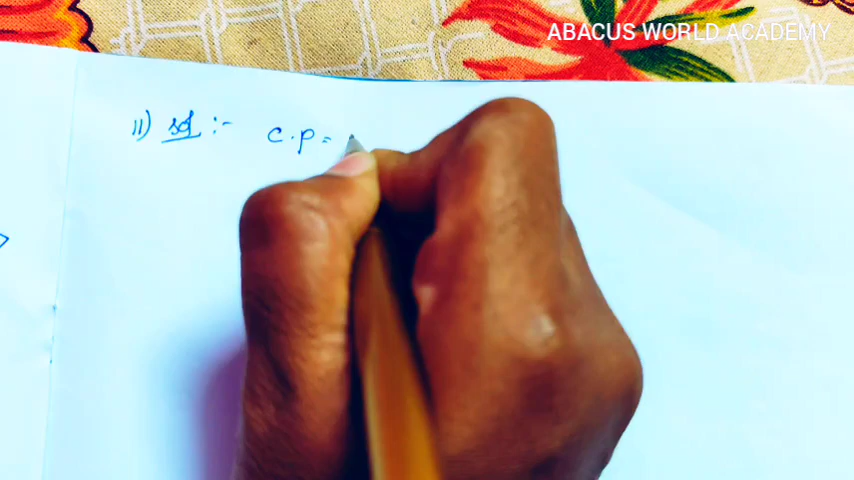 ABACUS WORLD ACADEMY
11) Sol :- C.P =